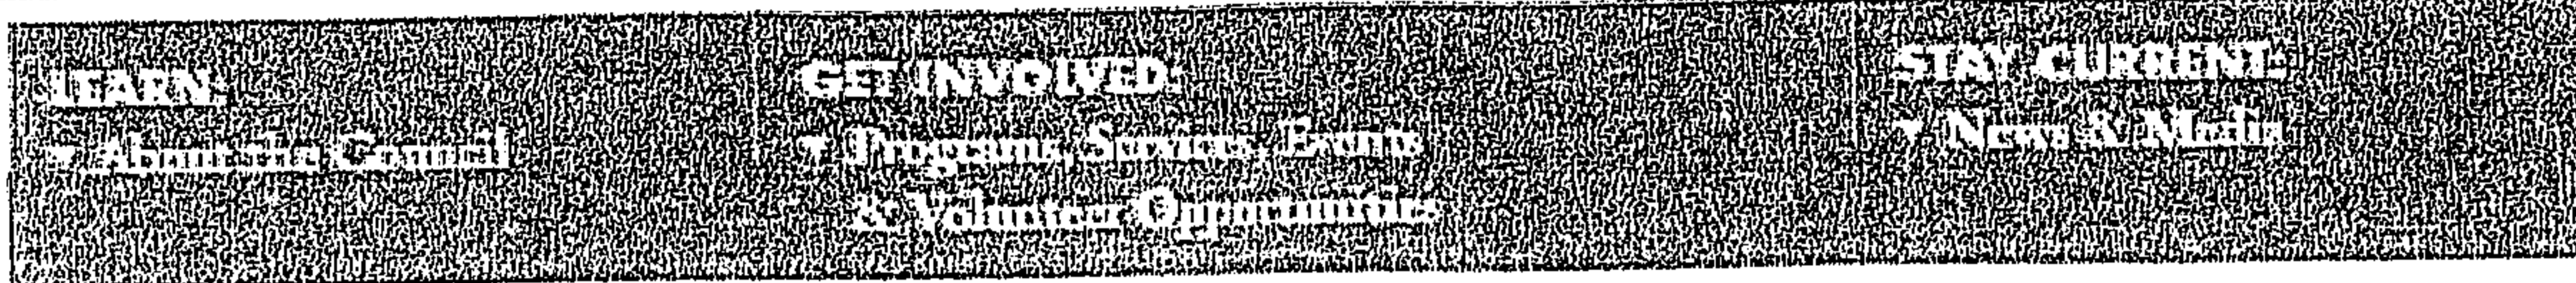 LEARN:
▼ About the Council
GET INVOLVED:
▼ Programs, Services, Events
& Volunteer Opportunities
STAY CURRENT:
▼ News & Media